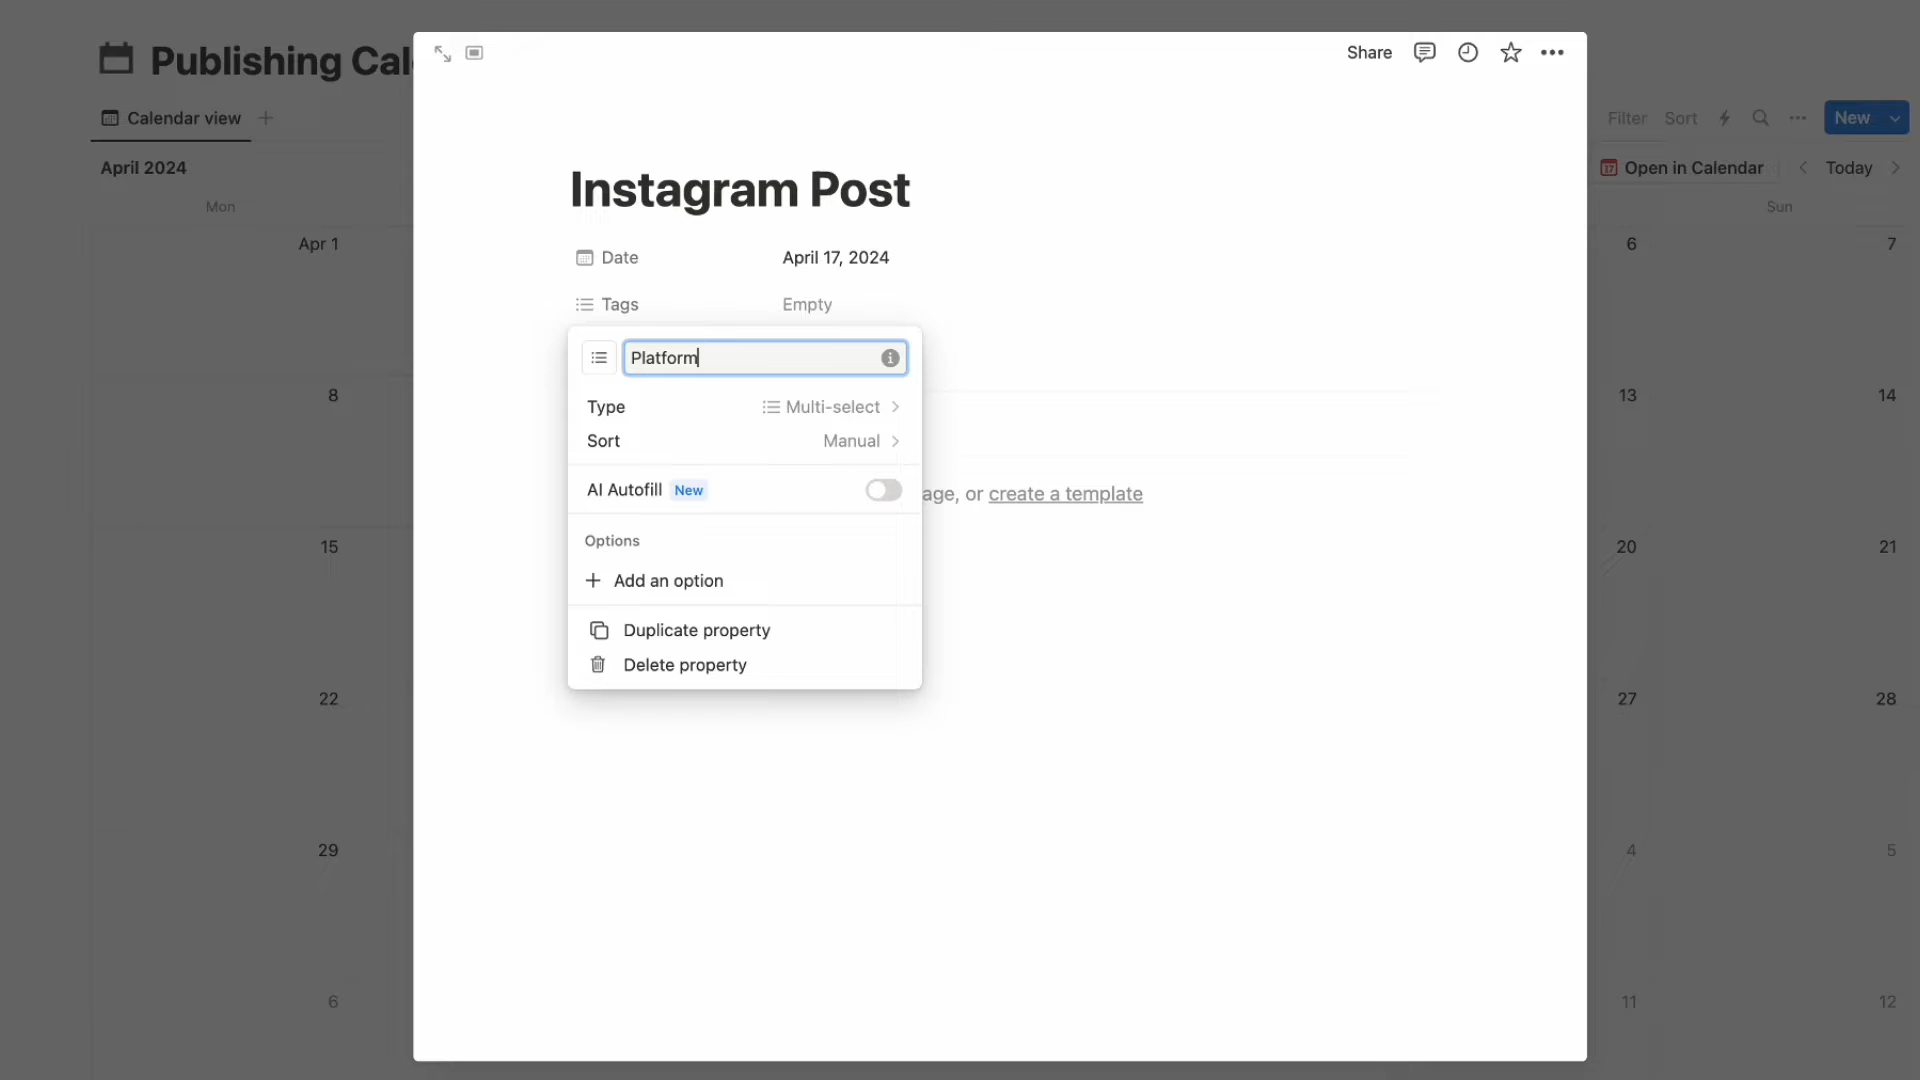 Publishing Cal
Share
Calendar view
Filter Sort New
April 2024
Open in Calendar Today
Mon Sun
Instagram Post
Apr 1 6 7
Date April 17, 2024
Tags Empty
Platform
8 13 14
Type Multi-select
Sort Manual
AI Autofill New
age, or create a template
Options
15 20 21
Add an option
Duplicate property
Delete property
22 27 28
29 4 5
6 11 12